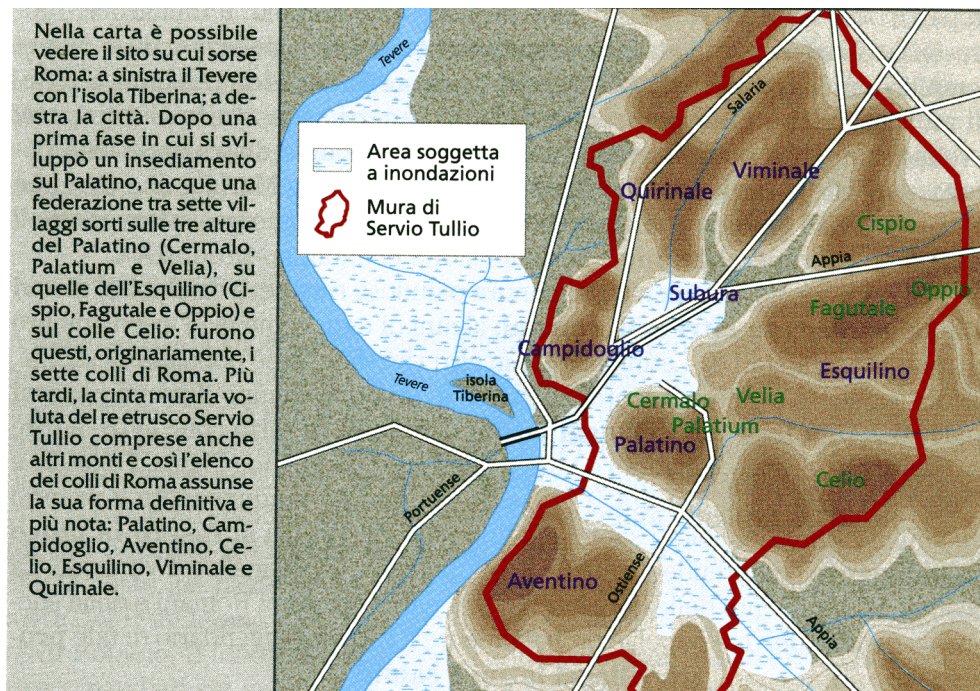 Nella carta è possibile
vedere il sito su cui sorse
Roma: a sinistra il Tevere
con l'isola Tiberina; a de-
stra la città. Dopo una
prima fase in cui si svi-
luppò un insediamento
sul Palatino, nacque una
federazione tra sette vil-
laggi sorti sulle tre alture
del Palatino (Cermalo,
Palatium e Velia), su
quelle dell'Esquilino (Ci-
spio, Fagutale e Oppio) e
sul colle Celio: furono
questi, originariamente, i
sette colli di Roma. Più
tardi, la cinta muraria vo-
luta del re etrusco Servio
Tullio comprese anche
altri monti e così l'elenco
dei colli di Roma assunse
la sua forma definitiva e
più nota: Palatino, Cam-
pidoglio, Aventino, Ce-
lio, Esquilino, Viminale e
Quirinale.
Tevere
Area soggetta
a inondazioni
Mura di
Servio Tullio
Salaria
Quirinale
Viminale
Cispio
Appia
Subura
Oppio
Fagutale
Campidoglio
Esquilino
Tevere
isola
Tiberina
Cermalo
Velia
Palatium
Palatino
Celio
Portuense
Aventino
Ostiense
Appia